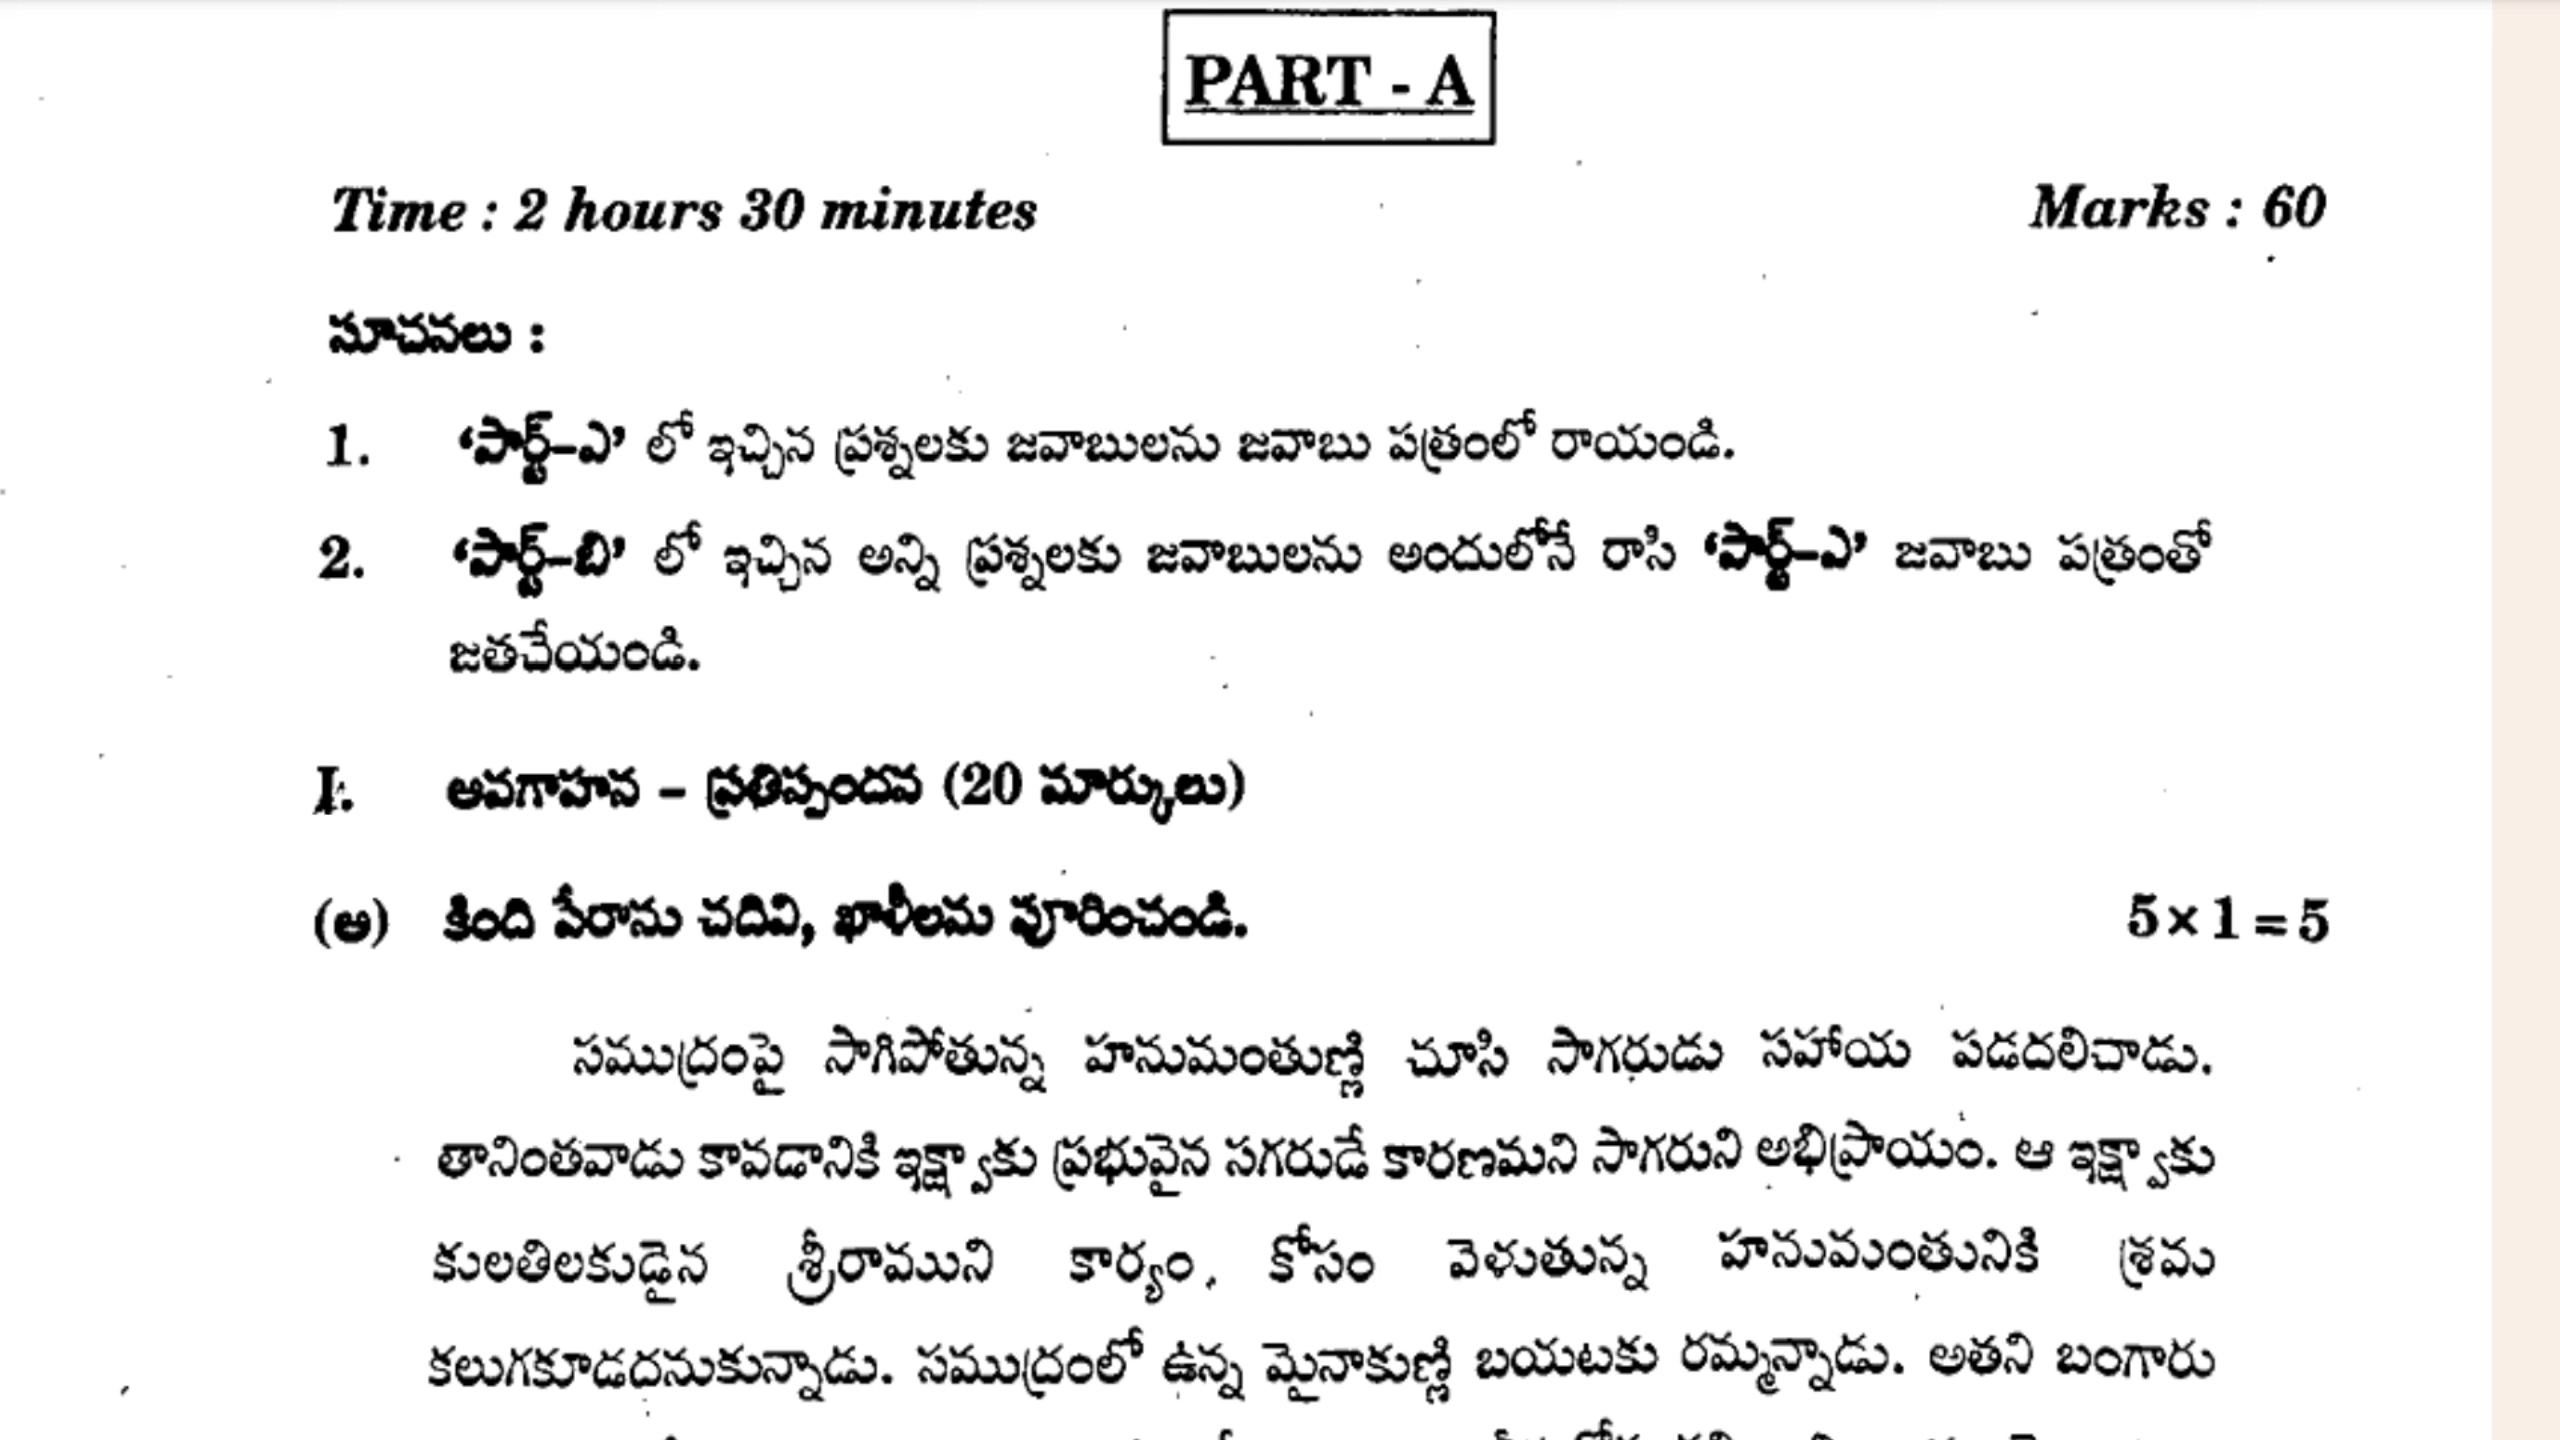 PART - A
Time : 2 hours 30 minutes Marks : 60
సూచనలు :
1. ‘పార్ట్–ఎ’ లో ఇచ్చిన ప్రశ్నలకు జవాబులను జవాబు పత్రంలో రాయండి.
2. ‘పార్ట్–బి’ లో ఇచ్చిన అన్ని ప్రశ్నలకు జవాబులను అందులోనే రాసి ‘పార్ట్–ఎ’ జవాబు పత్రంతో
జతచేయండి.
I. అవగాహన – ప్రతిస్పందన (20 మార్కులు)
(అ) కింది పేరాను చదివి, ఖాళీలను పూరించండి. 5 × 1 = 5
సముద్రంపై సాగిపోతున్న హనుమంతుణ్ణి చూసి సాగరుడు సహాయ పడదలిచాడు.
తానింతవాడు కావడానికి ఇక్ష్వాకు ప్రభువైన సగరుడే కారణమని సాగరుని అభిప్రాయం. ఆ ఇక్ష్వాకు
కులతిలకుడైన శ్రీరాముని కార్యం కోసం వెళుతున్న హనుమంతునికి శ్రమ
కలుగకూడదనుకున్నాడు. సముద్రంలో ఉన్న మైనాకుణ్ణి బయటకు రమ్మన్నాడు. అతని బంగారు